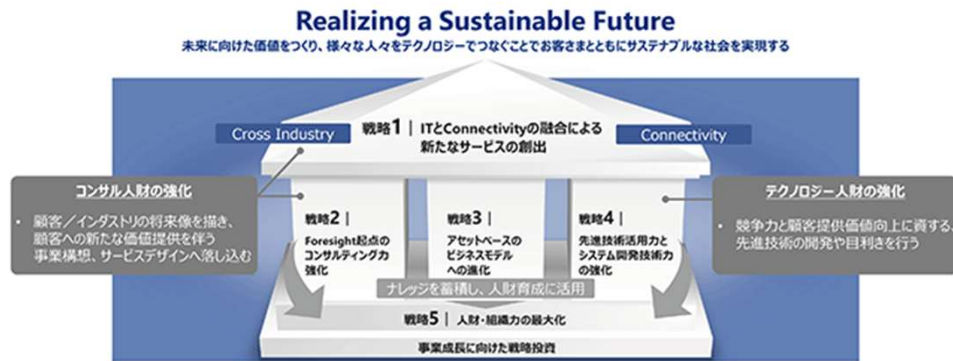 Realizing a Sustainable Future
未来に向けた価値をつくり、様々な人々をテクノロジーでつなぐことでお客さまとともにサステナブルな社会を実現する
Cross Industry
戦略1｜ITとConnectivityの融合による
新たなサービスの創出
Connectivity
コンサル人財の強化
• 顧客／インダストリの将来像を描き、
顧客への新たな価値提供を伴う
事業構想、サービスデザインへ落し込む
戦略2｜
Foresight起点の
コンサルティング力
強化
戦略3｜
アセットベースの
ビジネスモデル
への進化
戦略4｜
先進技術活用力と
システム開発技術力
の強化
テクノロジー人財の強化
• 競争力と顧客提供価値向上に資する、
先進技術の開発や目利きを行う
ナレッジを蓄積し、人財育成に活用
戦略5｜人財・組織力の最大化
事業成長に向けた戦略投資